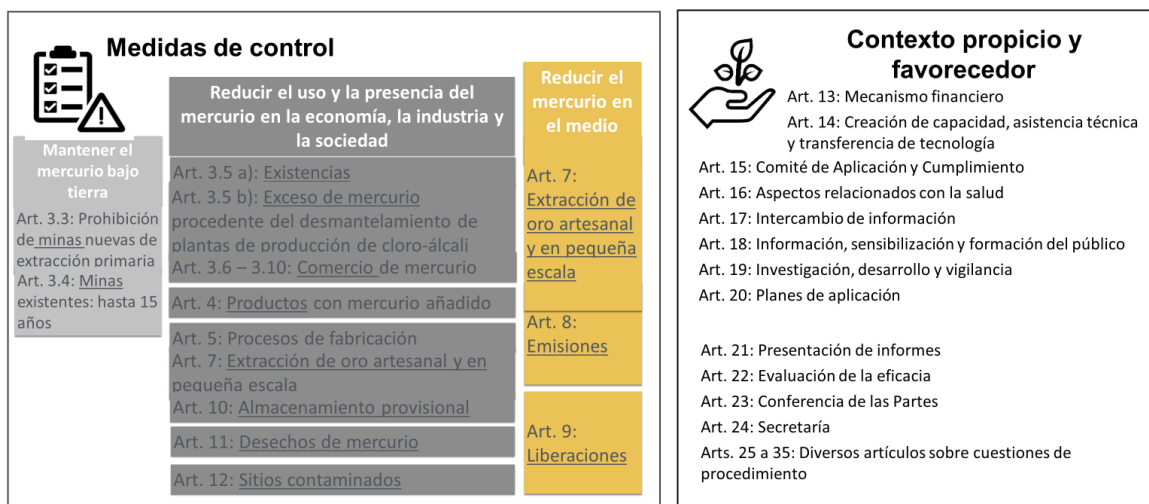 Medidas de control
Mantener el
mercurio bajo
tierra
Art. 3.3: Prohibición
de minas nuevas de
extracción primaria
Art. 3.4: Minas
existentes: hasta 15
años
Reducir el uso y la presencia del
mercurio en la economía, la industria y
la sociedad
Art. 3.5 a): Existencias
Art. 3.5 b): Exceso de mercurio
procedente del desmantelamiento de
plantas de producción de cloro-álcali
Art. 3.6 – 3.10: Comercio de mercurio
Art. 4: Productos con mercurio añadido
Art. 5: Procesos de fabricación
Art. 7: Extracción de oro artesanal y en
pequeña escala
Art. 10: Almacenamiento provisional
Art. 11: Desechos de mercurio
Art. 12: Sitios contaminados
Reducir el
mercurio en
el medio
Art. 7:
Extracción de
oro artesanal
y en pequeña
escala
Art. 8:
Emisiones
Art. 9:
Liberaciones
Contexto propicio y
favorecedor
Art. 13: Mecanismo financiero
Art. 14: Creación de capacidad, asistencia técnica
y transferencia de tecnología
Art. 15: Comité de Aplicación y Cumplimiento
Art. 16: Aspectos relacionados con la salud
Art. 17: Intercambio de información
Art. 18: Información, sensibilización y formación del público
Art. 19: Investigación, desarrollo y vigilancia
Art. 20: Planes de aplicación
Art. 21: Presentación de informes
Art. 22: Evaluación de la eficacia
Art. 23: Conferencia de las Partes
Art. 24: Secretaría
Arts. 25 a 35: Diversos artículos sobre cuestiones de
procedimiento